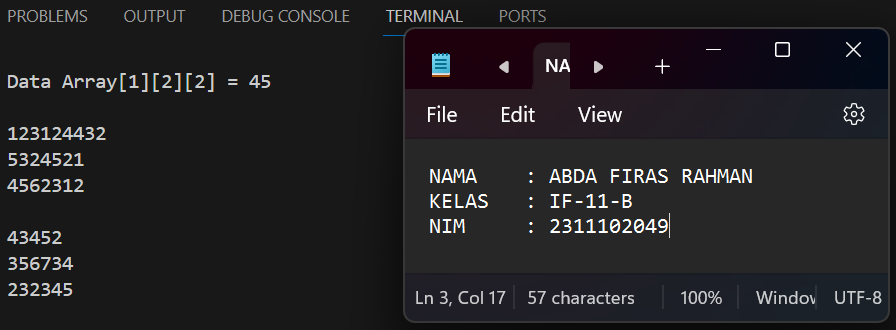 PROBLEMS OUTPUT DEBUG CONSOLE TERMINAL PORTS
Data Array[1][2][2] = 45
123124432
5324521
4562312
43452
356734
232345
NA
File Edit View
NAMA : ABDA FIRAS RAHMAN
KELAS : IF-11-B
NIM : 2311102049
Ln 3, Col 17 57 characters 100% Window UTF-8